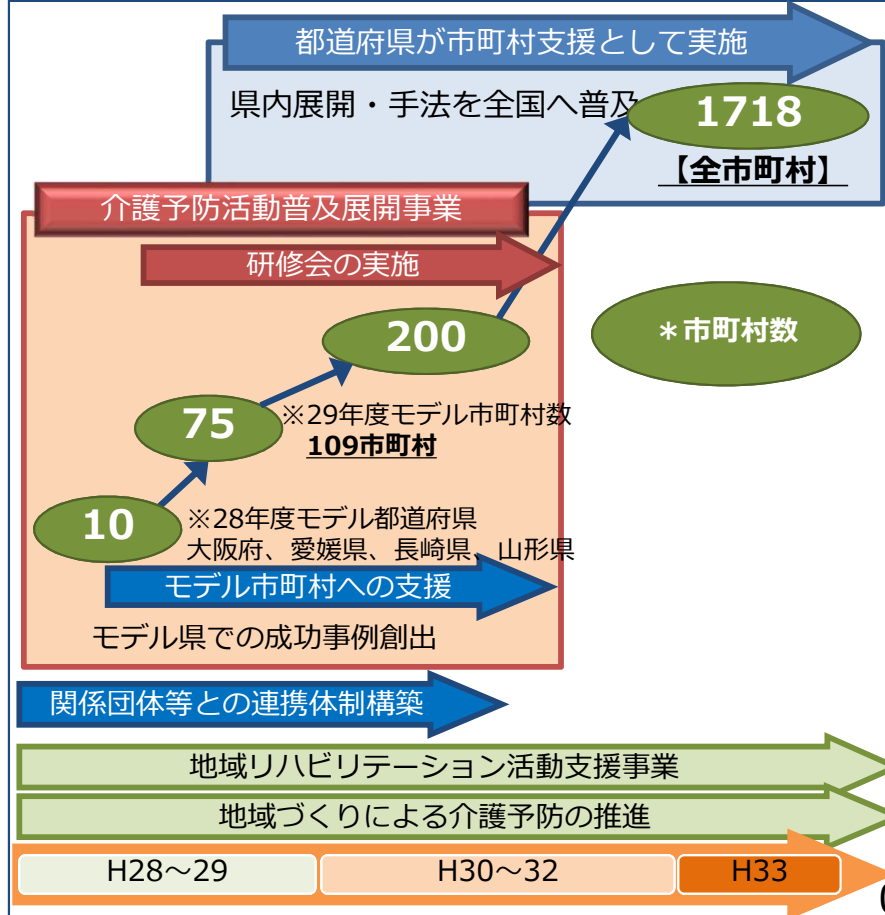 都道府県が市町村支援として実施
県内展開・手法を全国へ普及
1718
【全市町村】
介護予防活動普及展開事業
研修会の実施
200
＊市町村数
75
※29年度モデル市町村数
109市町村
10
※28年度モデル都道府県
大阪府、愛媛県、長崎県、山形県
モデル市町村への支援
モデル県での成功事例創出
関係団体等との連携体制構築
地域リハビリテーション活動支援事業
地域づくりによる介護予防の推進
H28～29
H30～32
H33